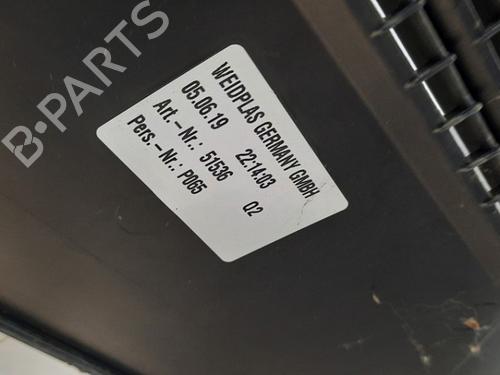 B-PARTS
WEIDPLAS GERMANY GMBH
05.06.19 22:14:03
Art.-Nr.: 51536 Q2
Pers.-Nr.: P065